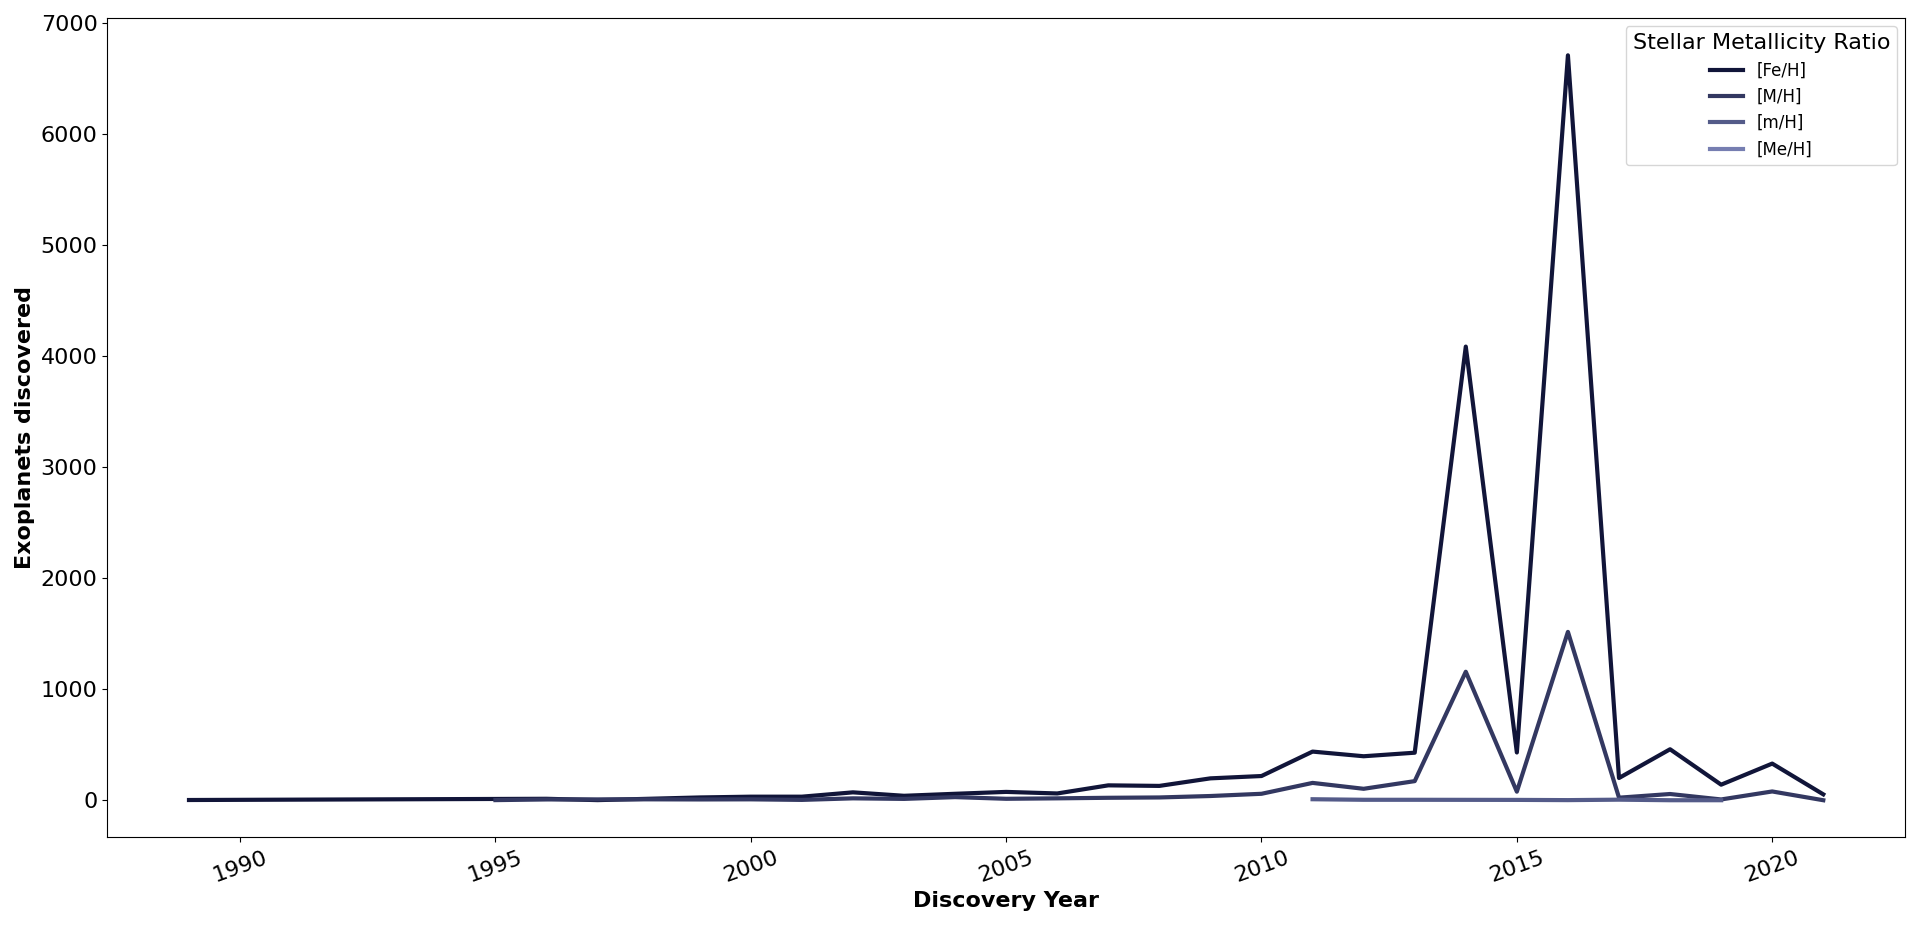 7000
6000
5000
4000
3000
2000
1000
0
Exoplanets discovered
1990
1995
2000
2005
2010
2015
2020
Discovery Year
Stellar Metallicity Ratio
[Fe/H]
[M/H]
[m/H]
[Me/H]